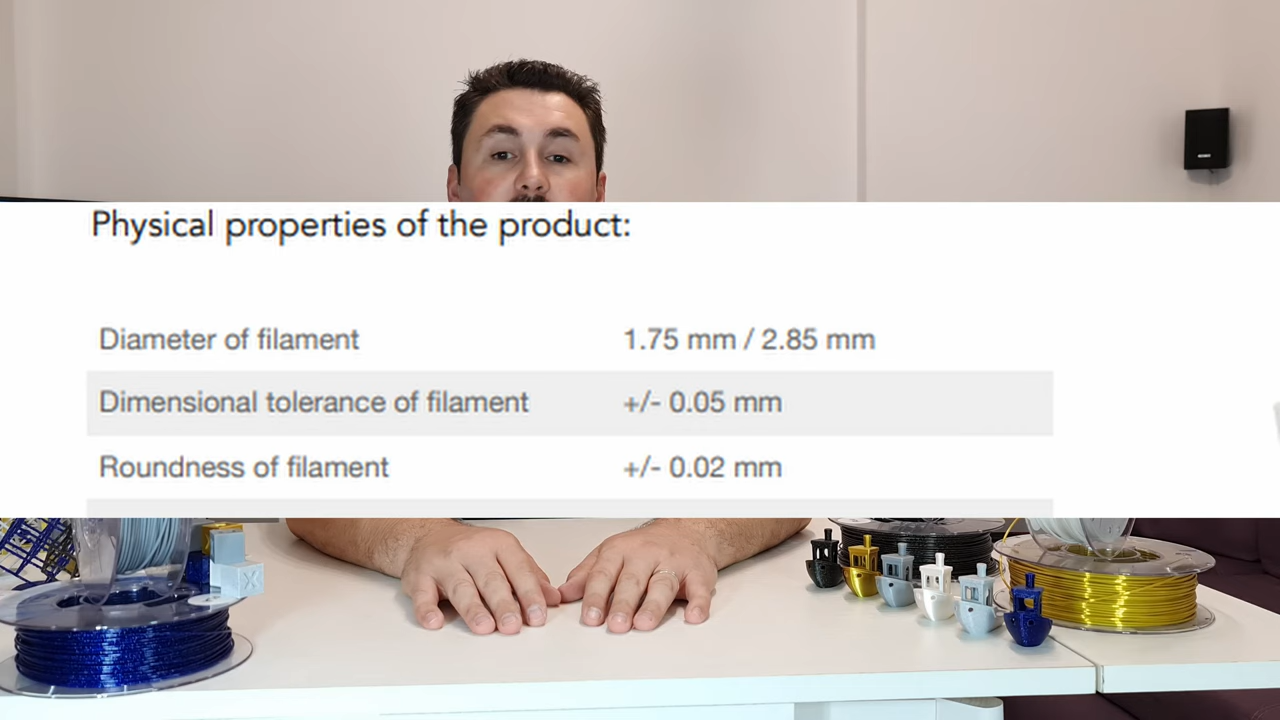 Physical properties of the product:
Diameter of filament 1.75 mm / 2.85 mm
Dimensional tolerance of filament +/- 0.05 mm
Roundness of filament +/- 0.02 mm
X